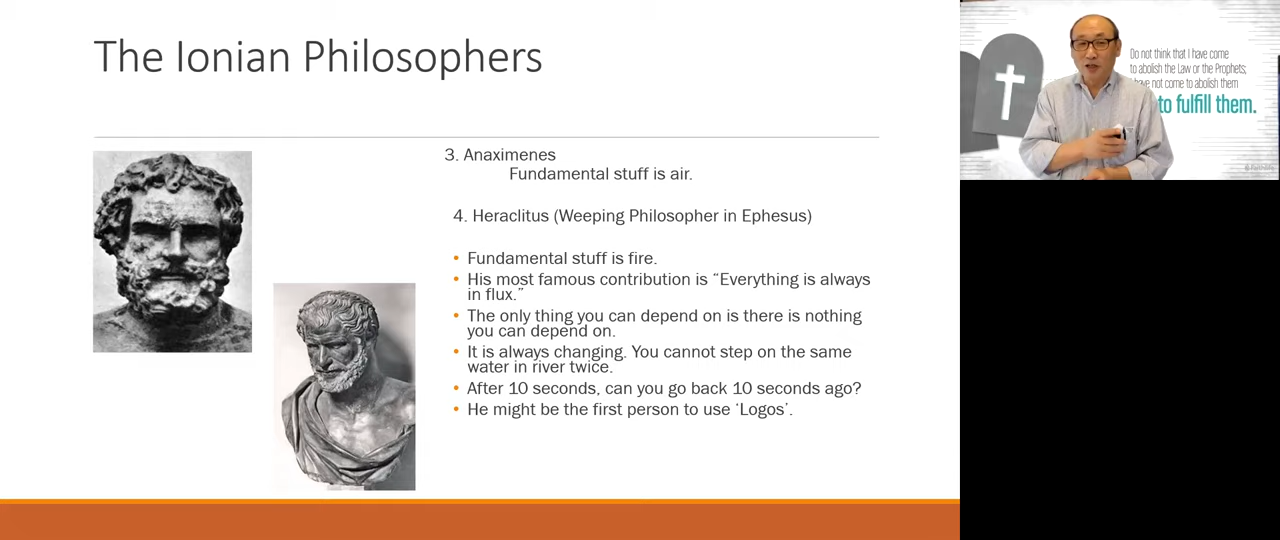 The Ionian Philosophers
3. Anaximenes
Fundamental stuff is air.
4. Heraclitus (Weeping Philosopher in Ephesus)
• Fundamental stuff is fire.
• His most famous contribution is “Everything is always
in flux.”
• The only thing you can depend on is there is nothing
you can depend on.
• It is always changing. You cannot step on the same
water in river twice.
• After 10 seconds, can you go back 10 seconds ago?
• He might be the first person to use ‘Logos’.
Do not think that I have come
to abolish the Law or the Prophets;
have not come to abolish them
to fulfill them.